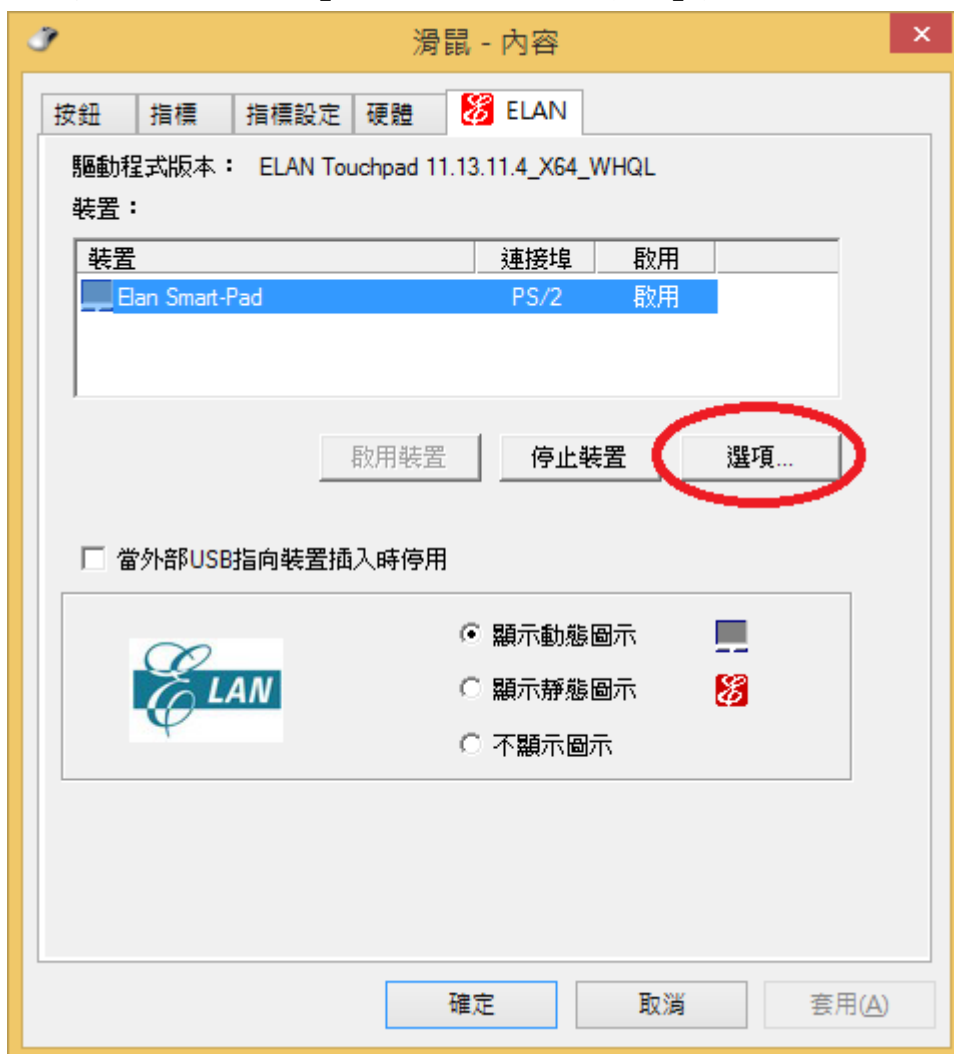 滑鼠 - 內容
按鈕 指標 指標設定 硬體 ELAN
驅動程式版本： ELAN Touchpad 11.13.11.4_X64_WHQL
裝置：
裝置 連接埠 啟用
Elan Smart-Pad PS/2 啟用
啟用裝置 停止裝置 選項...
當外部USB指向裝置插入時停用
ELAN
顯示動態圖示
顯示靜態圖示
不顯示圖示
確定 取消 套用(A)